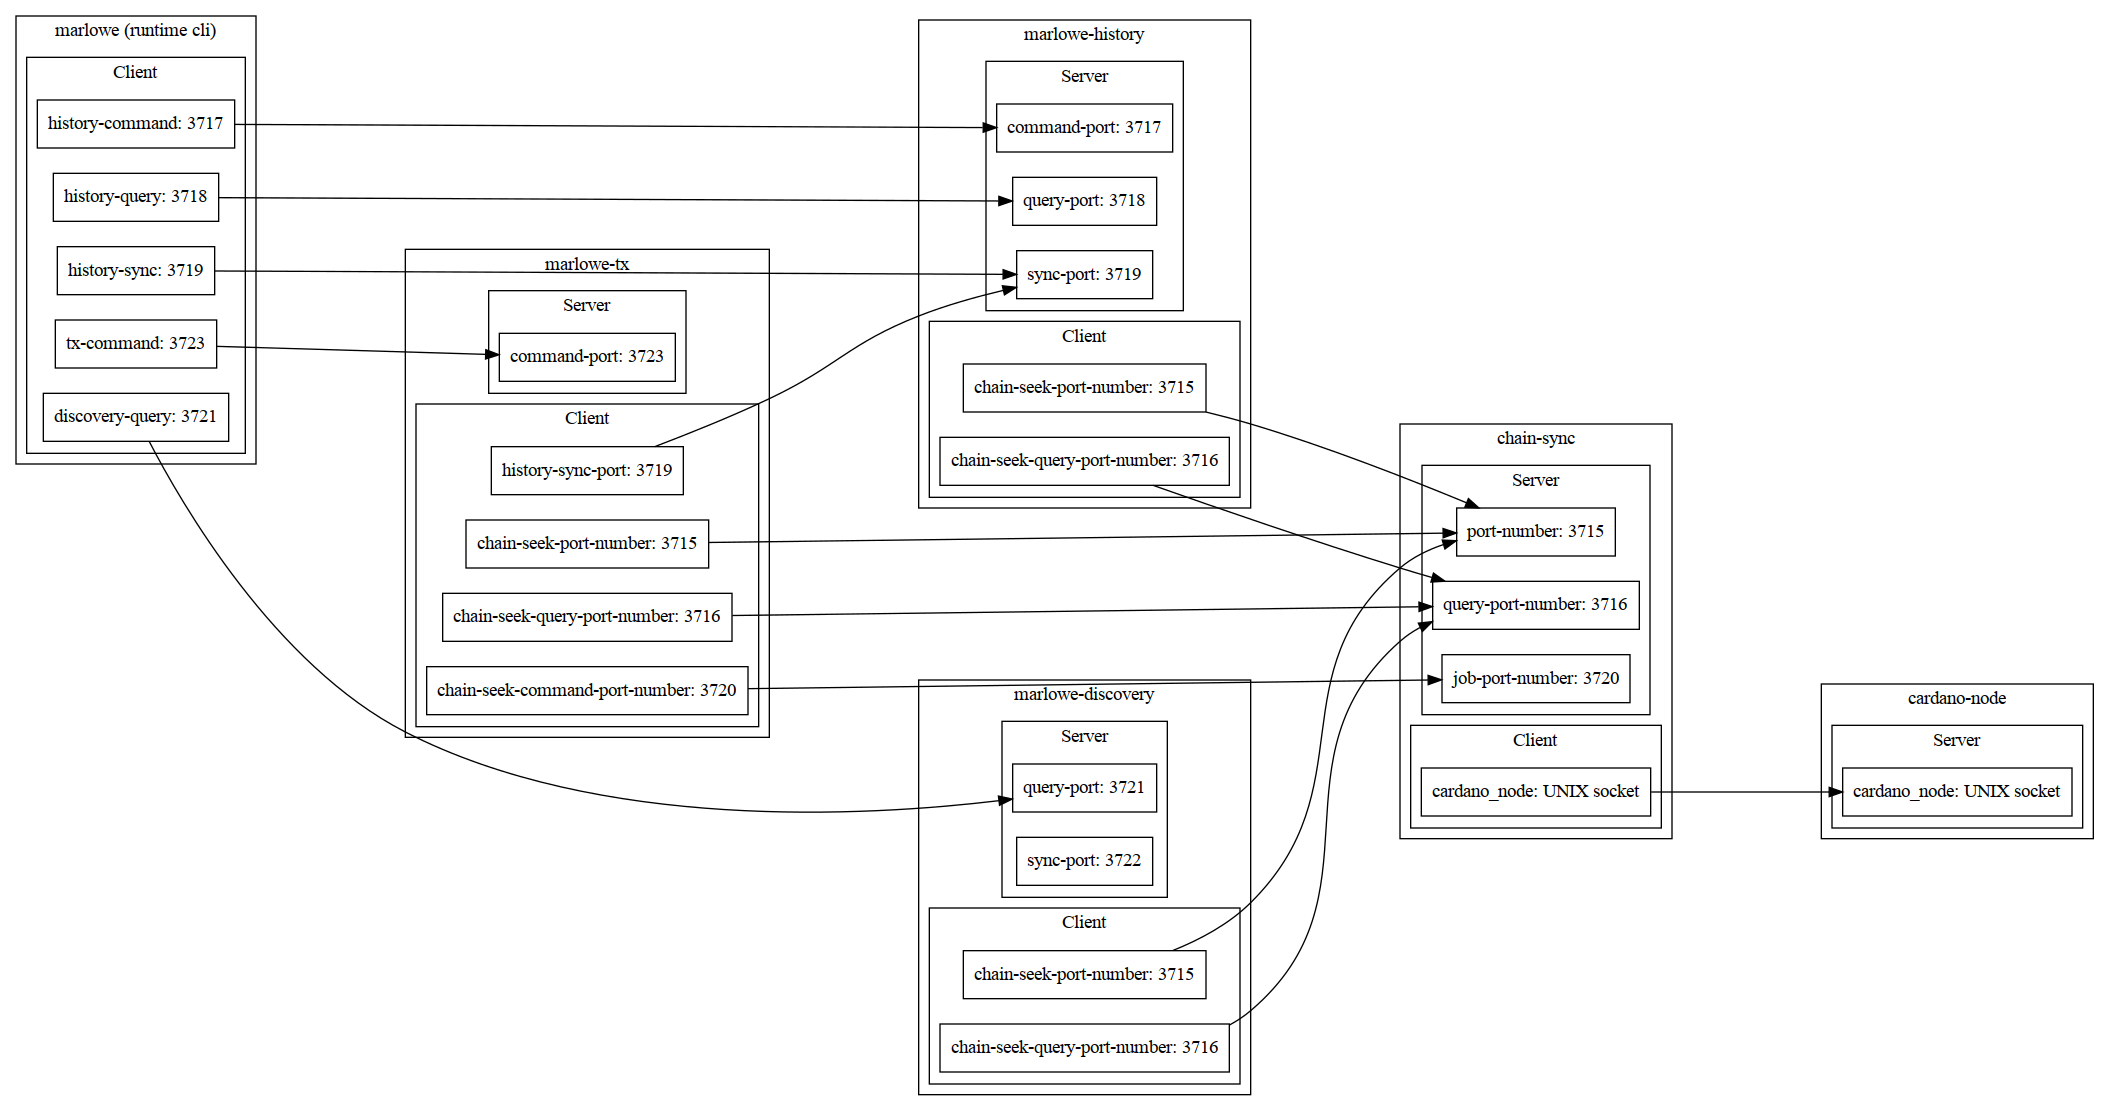 marlowe (runtime cli)
Client
history-command: 3717
history-query: 3718
history-sync: 3719
tx-command: 3723
discovery-query: 3721
marlowe-tx
Server
command-port: 3723
Client
history-sync-port: 3719
chain-seek-port-number: 3715
chain-seek-query-port-number: 3716
chain-seek-command-port-number: 3720
marlowe-history
Server
command-port: 3717
query-port: 3718
sync-port: 3719
Client
chain-seek-port-number: 3715
chain-seek-query-port-number: 3716
marlowe-discovery
Server
query-port: 3721
sync-port: 3722
Client
chain-seek-port-number: 3715
chain-seek-query-port-number: 3716
chain-sync
Server
port-number: 3715
query-port-number: 3716
job-port-number: 3720
Client
cardano_node: UNIX socket
cardano-node
Server
cardano_node: UNIX socket